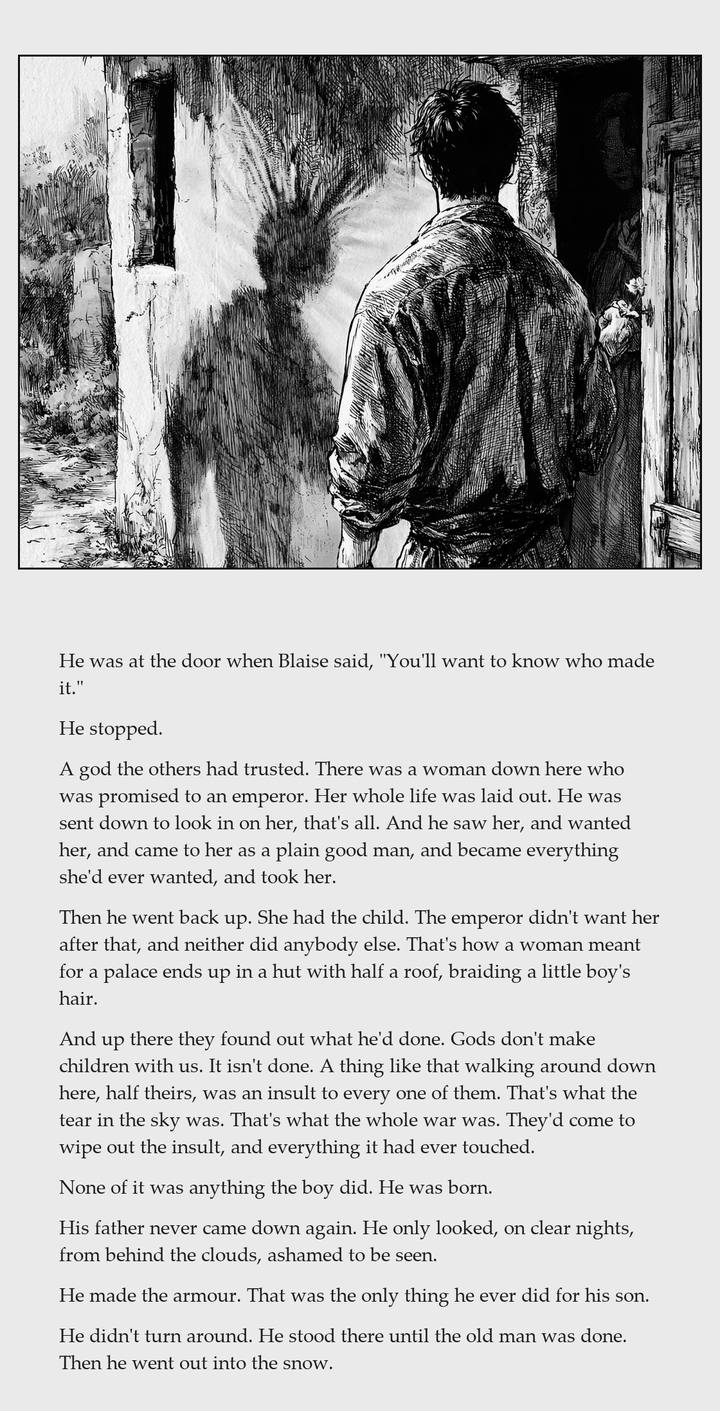 He was at the door when Blaise said, "You'll want to know who made
it."
He stopped.
A god the others had trusted. There was a woman down here who
was promised to an emperor. Her whole life was laid out. He was
sent down to look in on her, that's all. And he saw her, and wanted
her, and came to her as a plain good man, and became everything
she'd ever wanted, and took her.
Then he went back up. She had the child. The emperor didn't want her
after that, and neither did anybody else. That's how a woman meant
for a palace ends up in a hut with half a roof, braiding a little boy's
hair.
And up there they found out what he'd done. Gods don't make
children with us. It isn't done. A thing like that walking around down
here, half theirs, was an insult to every one of them. That's what the
tear in the sky was. That's what the whole war was. They'd come to
wipe out the insult, and everything it had ever touched.
None of it was anything the boy did. He was born.
His father never came down again. He only looked, on clear nights,
from behind the clouds, ashamed to be seen.
He made the armour. That was the only thing he ever did for his son.
He didn't turn around. He stood there until the old man was done.
Then he went out into the snow.